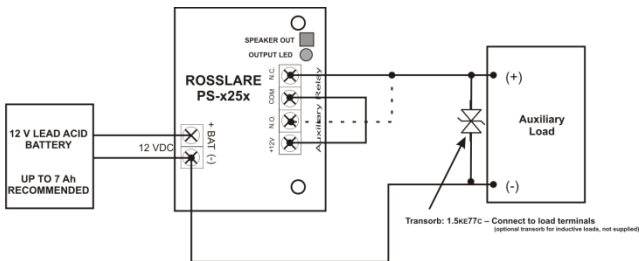 SPEAKER OUT
OUTPUT LED
ROSSLARE
PS-x25x
N.C.
COM
N.O.
+12V
Auxiliary Relay
+ BAT (-)
12 V LEAD ACID
BATTERY
UP TO 7 Ah
RECOMMENDED
12 VDC
(+)
Auxiliary
Load
(-)
Transorb: 1.5KE77C – Connect to load terminals
(optional transorb for inductive loads, not supplied)